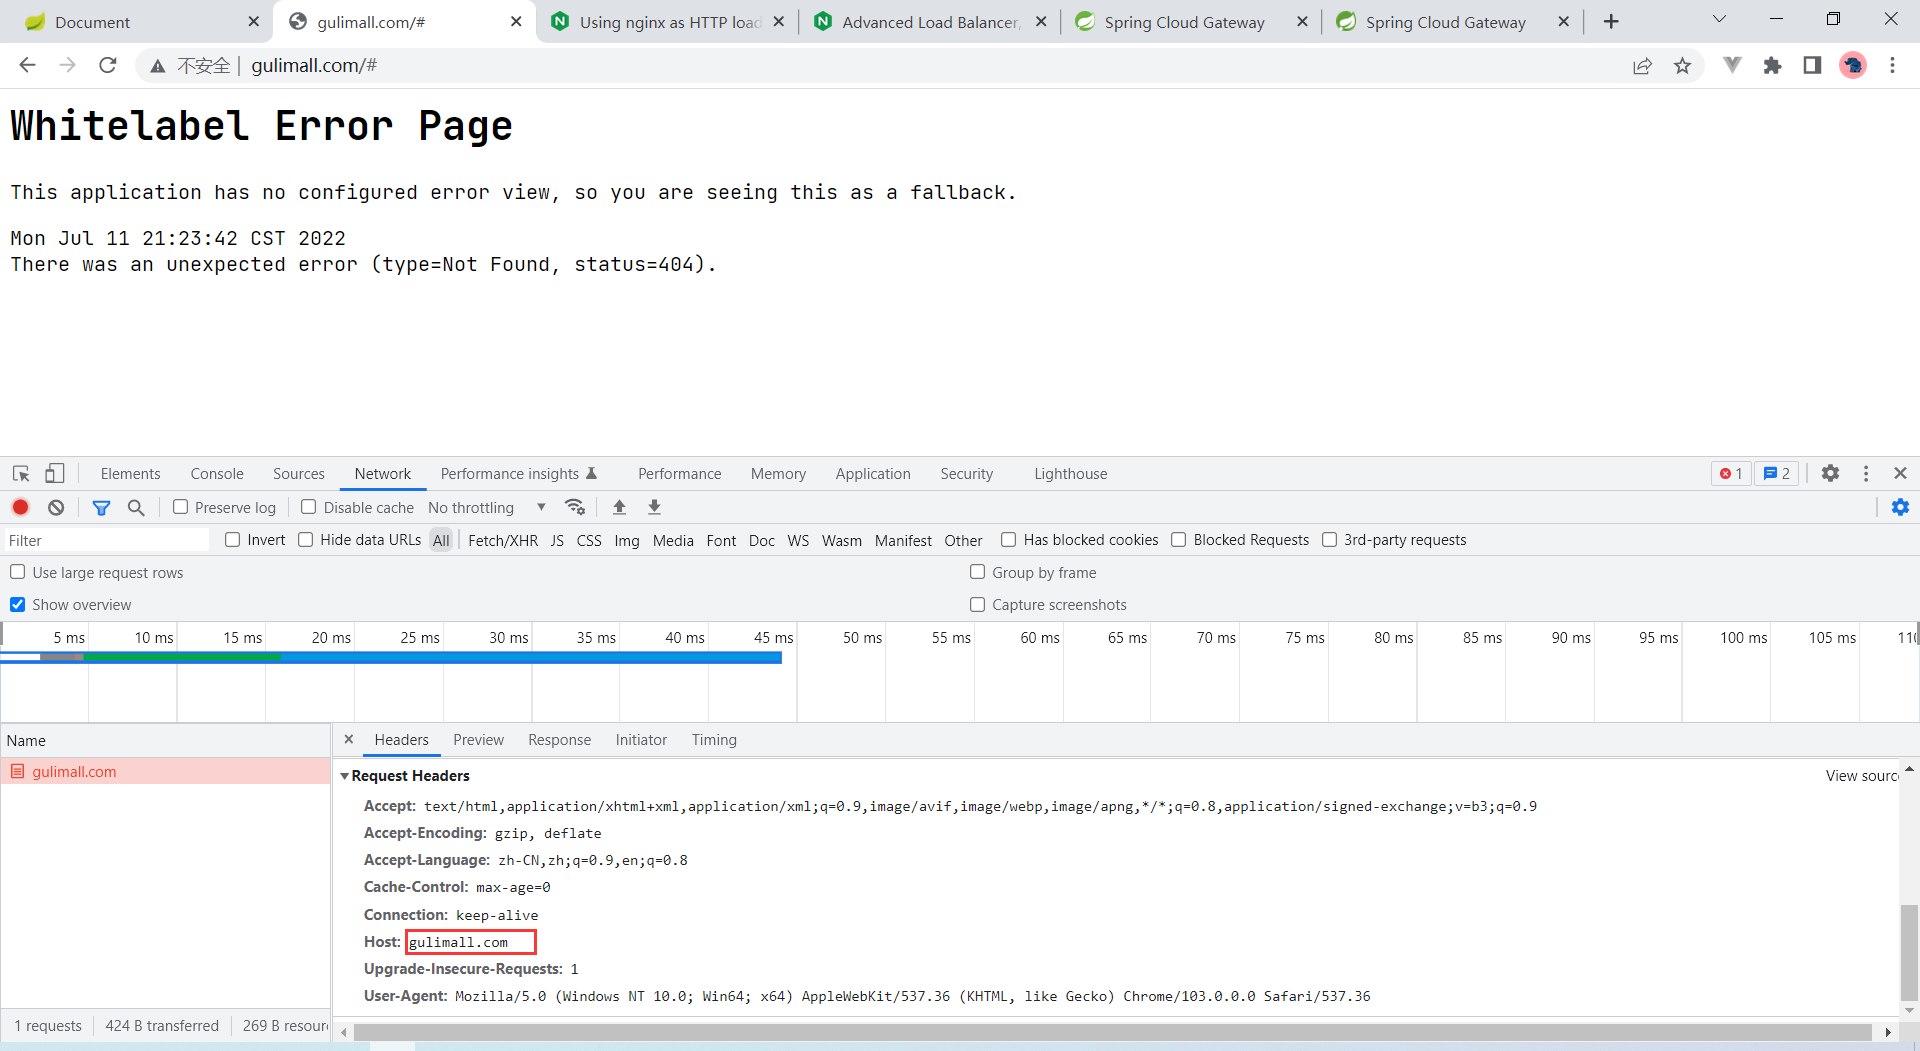 Document
gulimall.com/#
Using nginx as HTTP load
Advanced Load Balancer,
Spring Cloud Gateway
Spring Cloud Gateway
不安全 | gulimall.com/#
Whitelabel Error Page
This application has no configured error view, so you are seeing this as a fallback.
Mon Jul 11 21:23:42 CST 2022
There was an unexpected error (type=Not Found, status=404).
Elements Console Sources Network Performance insights Performance Memory Application Security Lighthouse 1 2
Preserve log Disable cache No throttling
Filter Invert Hide data URLs All Fetch/XHR JS CSS Img Media Font Doc WS Wasm Manifest Other Has blocked cookies Blocked Requests 3rd-party requests
Use large request rows Group by frame
Show overview Capture screenshots
5 ms 10 ms 15 ms 20 ms 25 ms 30 ms 35 ms 40 ms 45 ms 50 ms 55 ms 60 ms 65 ms 70 ms 75 ms 80 ms 85 ms 90 ms 95 ms 100 ms 105 ms 11
Name
gulimall.com
Headers Preview Response Initiator Timing
Request Headers View sourc
Accept: text/html,application/xhtml+xml,application/xml;q=0.9,image/avif,image/webp,image/apng,*/*;q=0.8,application/signed-exchange;v=b3;q=0.9
Accept-Encoding: gzip, deflate
Accept-Language: zh-CN,zh;q=0.9,en;q=0.8
Cache-Control: max-age=0
Connection: keep-alive
Host: gulimall.com
Upgrade-Insecure-Requests: 1
User-Agent: Mozilla/5.0 (Windows NT 10.0; Win64; x64) AppleWebKit/537.36 (KHTML, like Gecko) Chrome/103.0.0.0 Safari/537.36
1 requests 424 B transferred 269 B resour